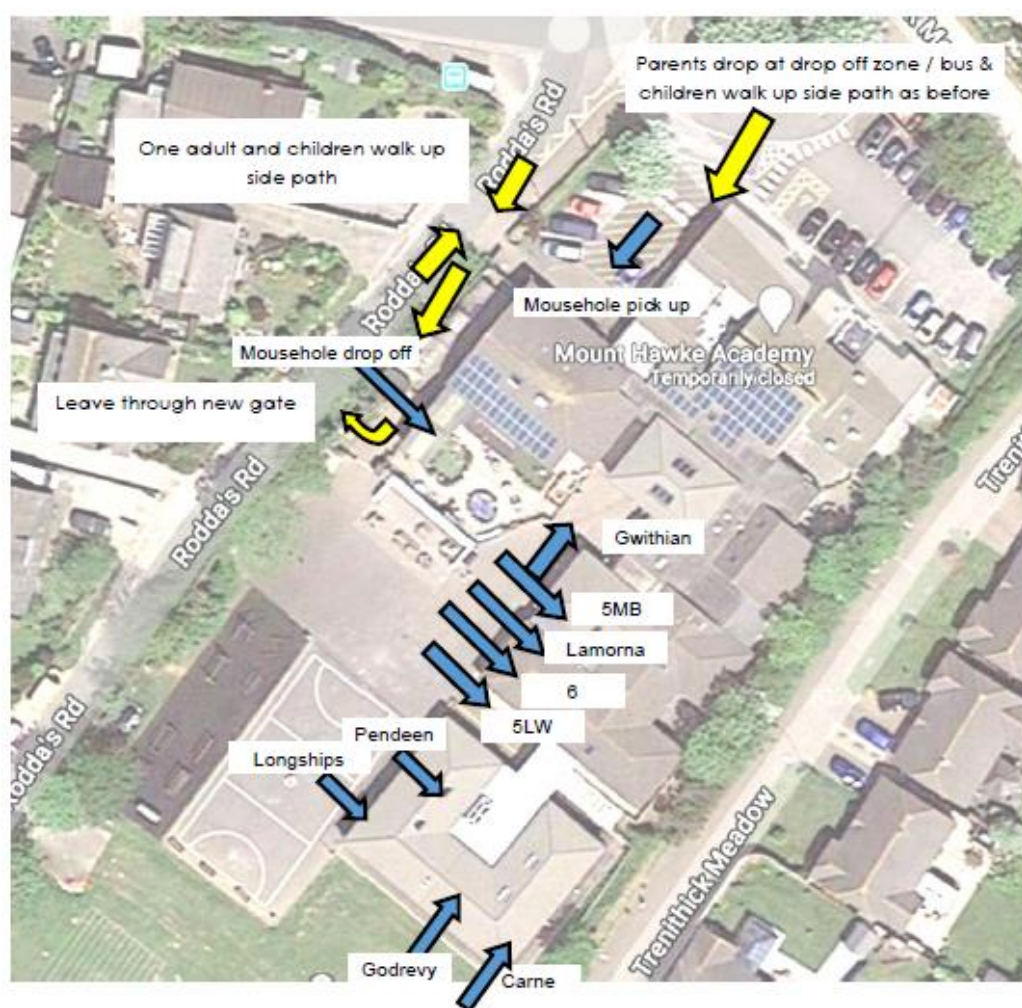 Parents drop at drop off zone / bus &
children walk up side path as before
One adult and children walk up
side path
Rodda's Rd
Rodda's Rd
Mousehole pick up
Mousehole drop off
Mount Hawke Academy
Temporarily closed
Leave through new gate
Rodda's Rd
Gwithian
5MB
Lamorna
6
5LW
Pendeen
Longships
Rodda's Rd
Trenithick Meadow
Godrevy
Carne